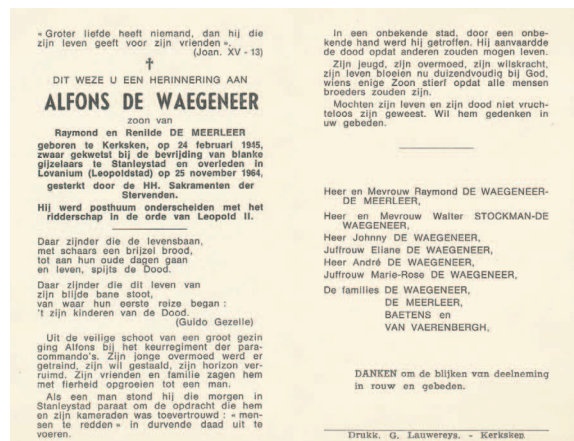 « Groter liefde heeft niemand, dan hij die
zijn leven geeft voor zijn vrienden ».
(Joan. XV - 13)
†
DIT WEZE U EEN HERINNERING AAN
ALFONS DE WAEGENEER
zoon van
Raymond en Renilde DE MEERLEER
geboren te Kerksken, op 24 februari 1945,
zwaar gekwetst bij de bevrijding van blanke
gijzelaars te Stanleystad en overleden in
Lovanium (Leopoldstad) op 25 november 1964,
gesterkt door de HH. Sakramenten der
Stervenden.
Hij werd posthuum onderscheiden met het
ridderschap in de orde van Leopold II.
Daar zijnder die de levensbaan,
met schaars een brijzel brood,
tot aan hun oude dagen gaan
en leven, spijts de Dood.
Daar zijnder die dit leven van
zijn blijde bane stoot,
van waar hun eerste reize began :
't zijn kinderen van de Dood.
(Guido Gezelle)
Uit de veilige schoot van een groot gezin
ging Alfons bij het keurregiment der para-
commando's. Zijn jonge overmoed werd er
getraind, zijn wil gestaald, zijn horizon ver-
ruimd. Zijn vrienden en familie zagen hem
met fierheid opgroeien tot een man.
Als een man stond hij die morgen in
Stanleystad paraat om de opdracht die hem
en zijn kameraden was toevertrouwd : « men-
sen te redden » in durvende daad uit te
voeren.
In een onbekende stad, door een onbe-
kende hand werd hij getroffen. Hij aanvaardde
de dood opdat anderen zouden mogen leven.
Zijn jeugd, zijn overmoed, zijn wilskracht,
zijn leven bloeien nu duizendvoudig bij God,
wiens enige Zoon stierf opdat alle mensen
broeders zouden zijn.
Mochten zijn leven en zijn dood niet vruch-
teloos zijn geweest. Wil hem gedenken in
uw gebeden.
Heer en Mevrouw Raymond DE WAEGENEER-
DE MEERLEER,
Heer en Mevrouw Walter STOCKMAN-DE
WAEGENEER,
Heer Johnny DE WAEGENEER,
Juffrouw Eliane DE WAEGENEER,
Heer André DE WAEGENEER,
Juffrouw Marie-Rose DE WAEGENEER,
De families DE WAEGENEER,
DE MEERLEER,
BAETENS en
VAN VAERENBERGH,
DANKEN om de blijken van deelneming
in rouw en gebeden.
Drukk. G. Lauwereys. - Kerksken